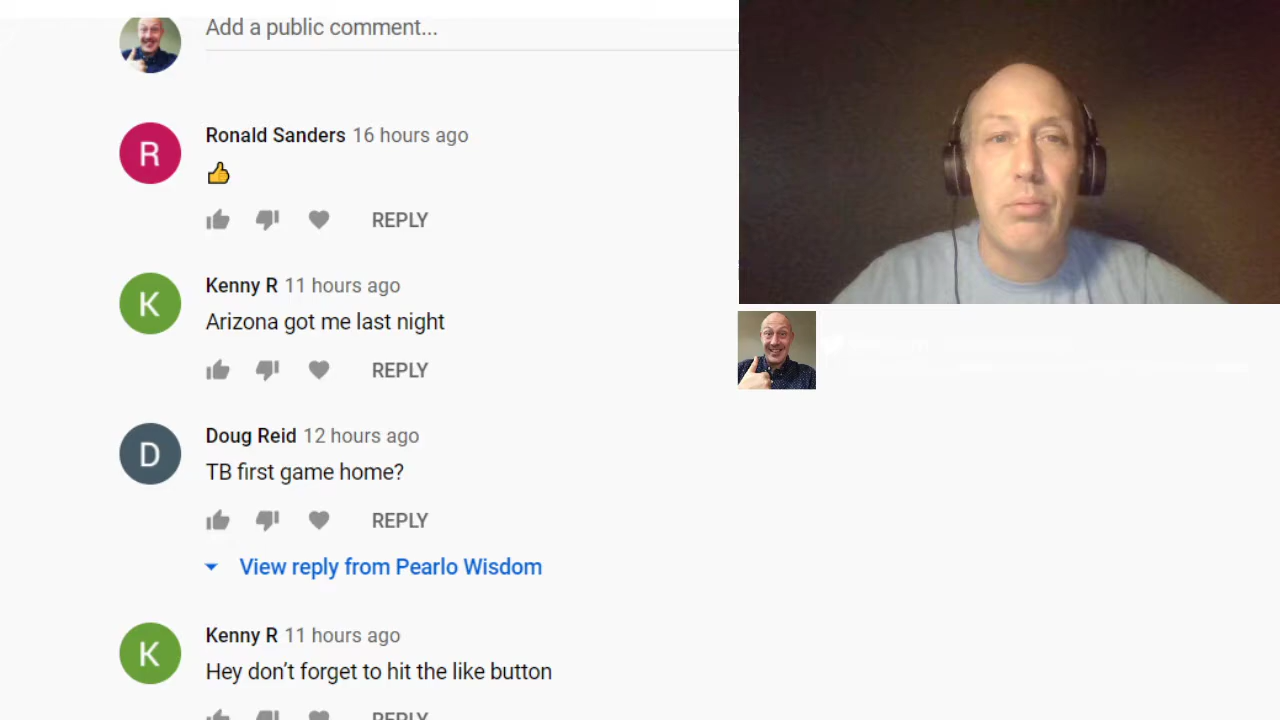 Add a public comment...
R
Ronald Sanders 16 hours ago
👍
REPLY
K
Kenny R 11 hours ago
Arizona got me last night
REPLY
D
Doug Reid 12 hours ago
TB first game home?
REPLY
View reply from Pearlo Wisdom
K
Kenny R 11 hours ago
Hey don’t forget to hit the like button
REPLY